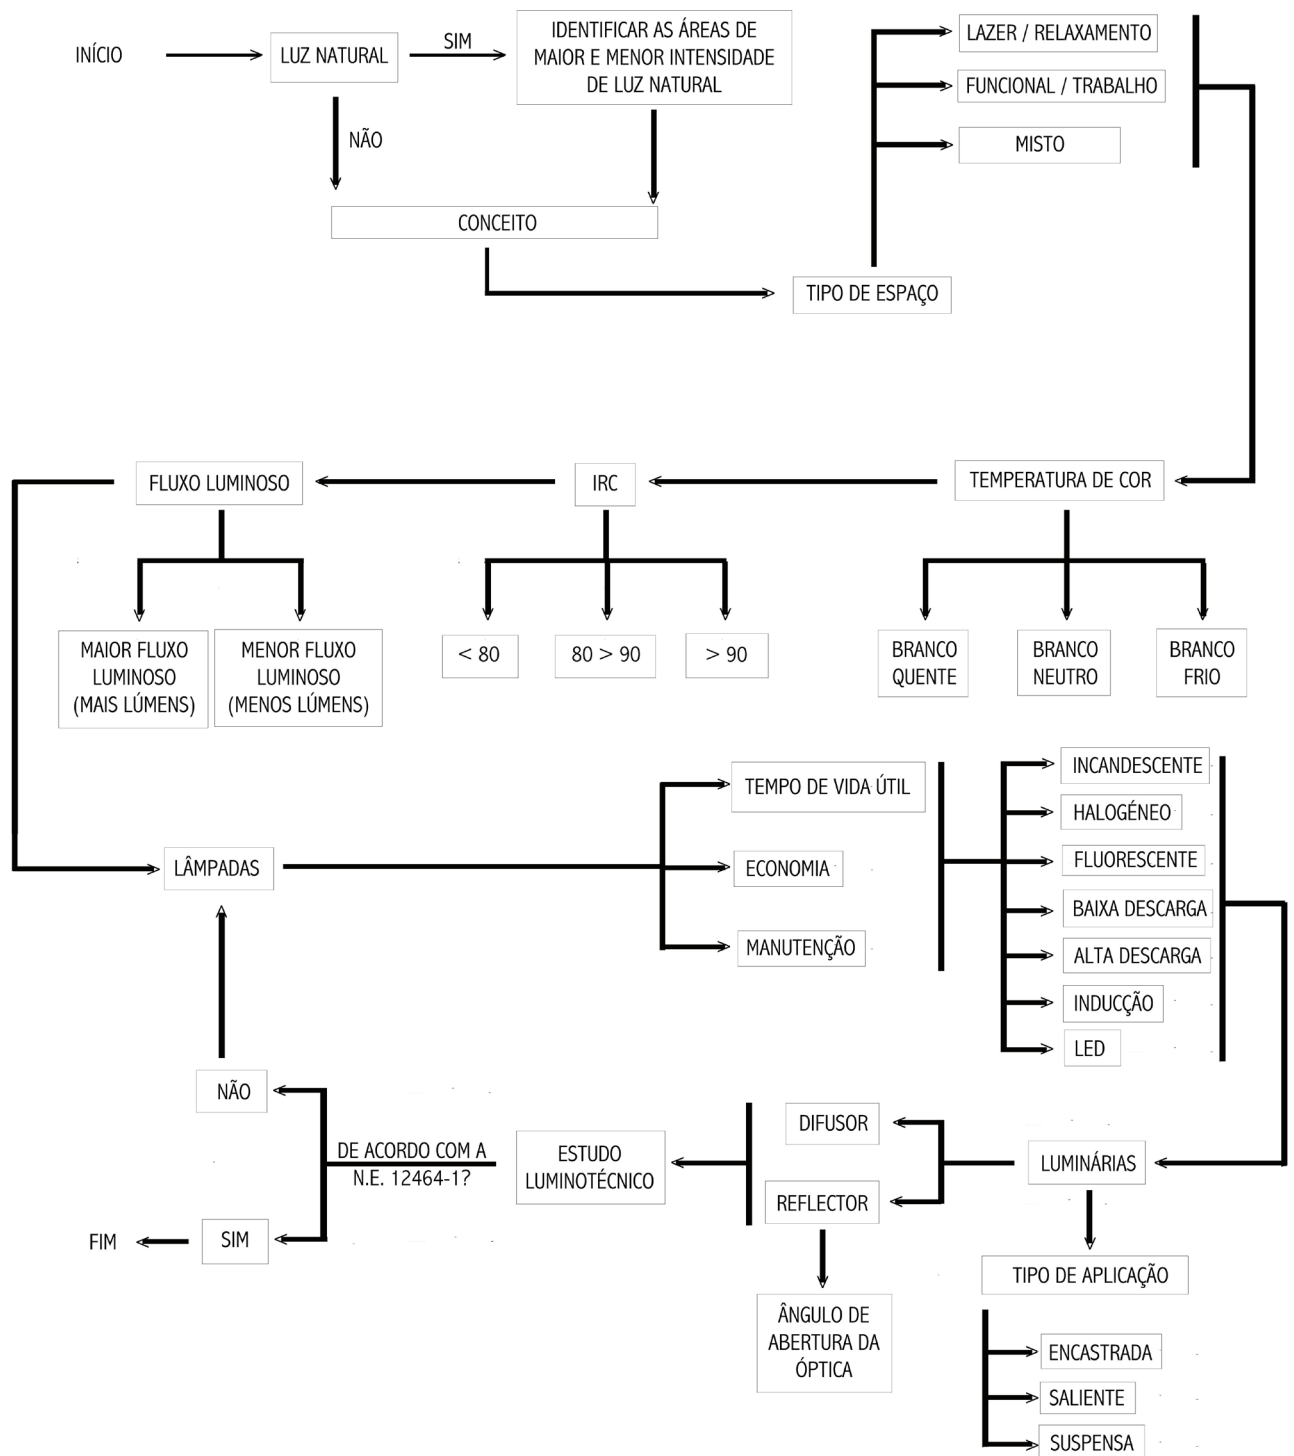 INÍCIO
LUZ NATURAL
SIM
IDENTIFICAR AS ÁREAS DE
MAIOR E MENOR INTENSIDADE
DE LUZ NATURAL
NÃO
CONCEITO
TIPO DE ESPAÇO
LAZER / RELAXAMENTO
FUNCIONAL / TRABALHO
MISTO
TEMPERATURA DE COR
BRANCO
QUENTE
BRANCO
NEUTRO
BRANCO
FRIO
IRC
< 80
80 > 90
> 90
FLUXO LUMINOSO
MAIOR FLUXO
LUMINOSO
(MAIS LÚMENS)
MENOR FLUXO
LUMINOSO
(MENOS LÚMENS)
LÂMPADAS
TEMPO DE VIDA ÚTIL
ECONOMIA
MANUTENÇÃO
INCANDESCENTE
HALOGÉNEO
FLUORESCENTE
BAIXA DESCARGA
ALTA DESCARGA
INDUCÇÃO
LED
LUMINÁRIAS
TIPO DE APLICAÇÃO
ENCASTRADA
SALIENTE
SUSPENSA
DIFUSOR
REFLECTOR
ÂNGULO DE
ABERTURA DA
ÓPTICA
ESTUDO
LUMINOTÉCNICO
DE ACORDO COM A
N.E. 12464-1?
NÃO
SIM
FIM